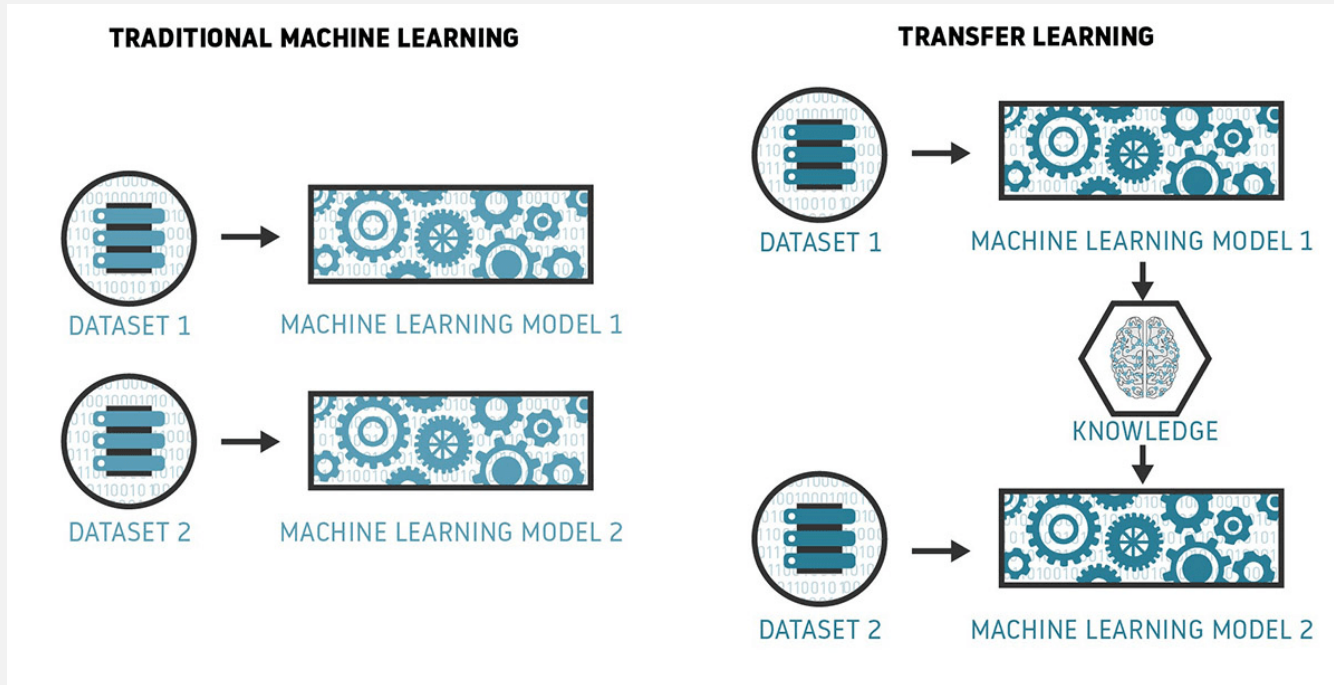 TRADITIONAL MACHINE LEARNING
DATASET 1
MACHINE LEARNING MODEL 1
DATASET 2
MACHINE LEARNING MODEL 2
TRANSFER LEARNING
DATASET 1
MACHINE LEARNING MODEL 1
KNOWLEDGE
DATASET 2
MACHINE LEARNING MODEL 2